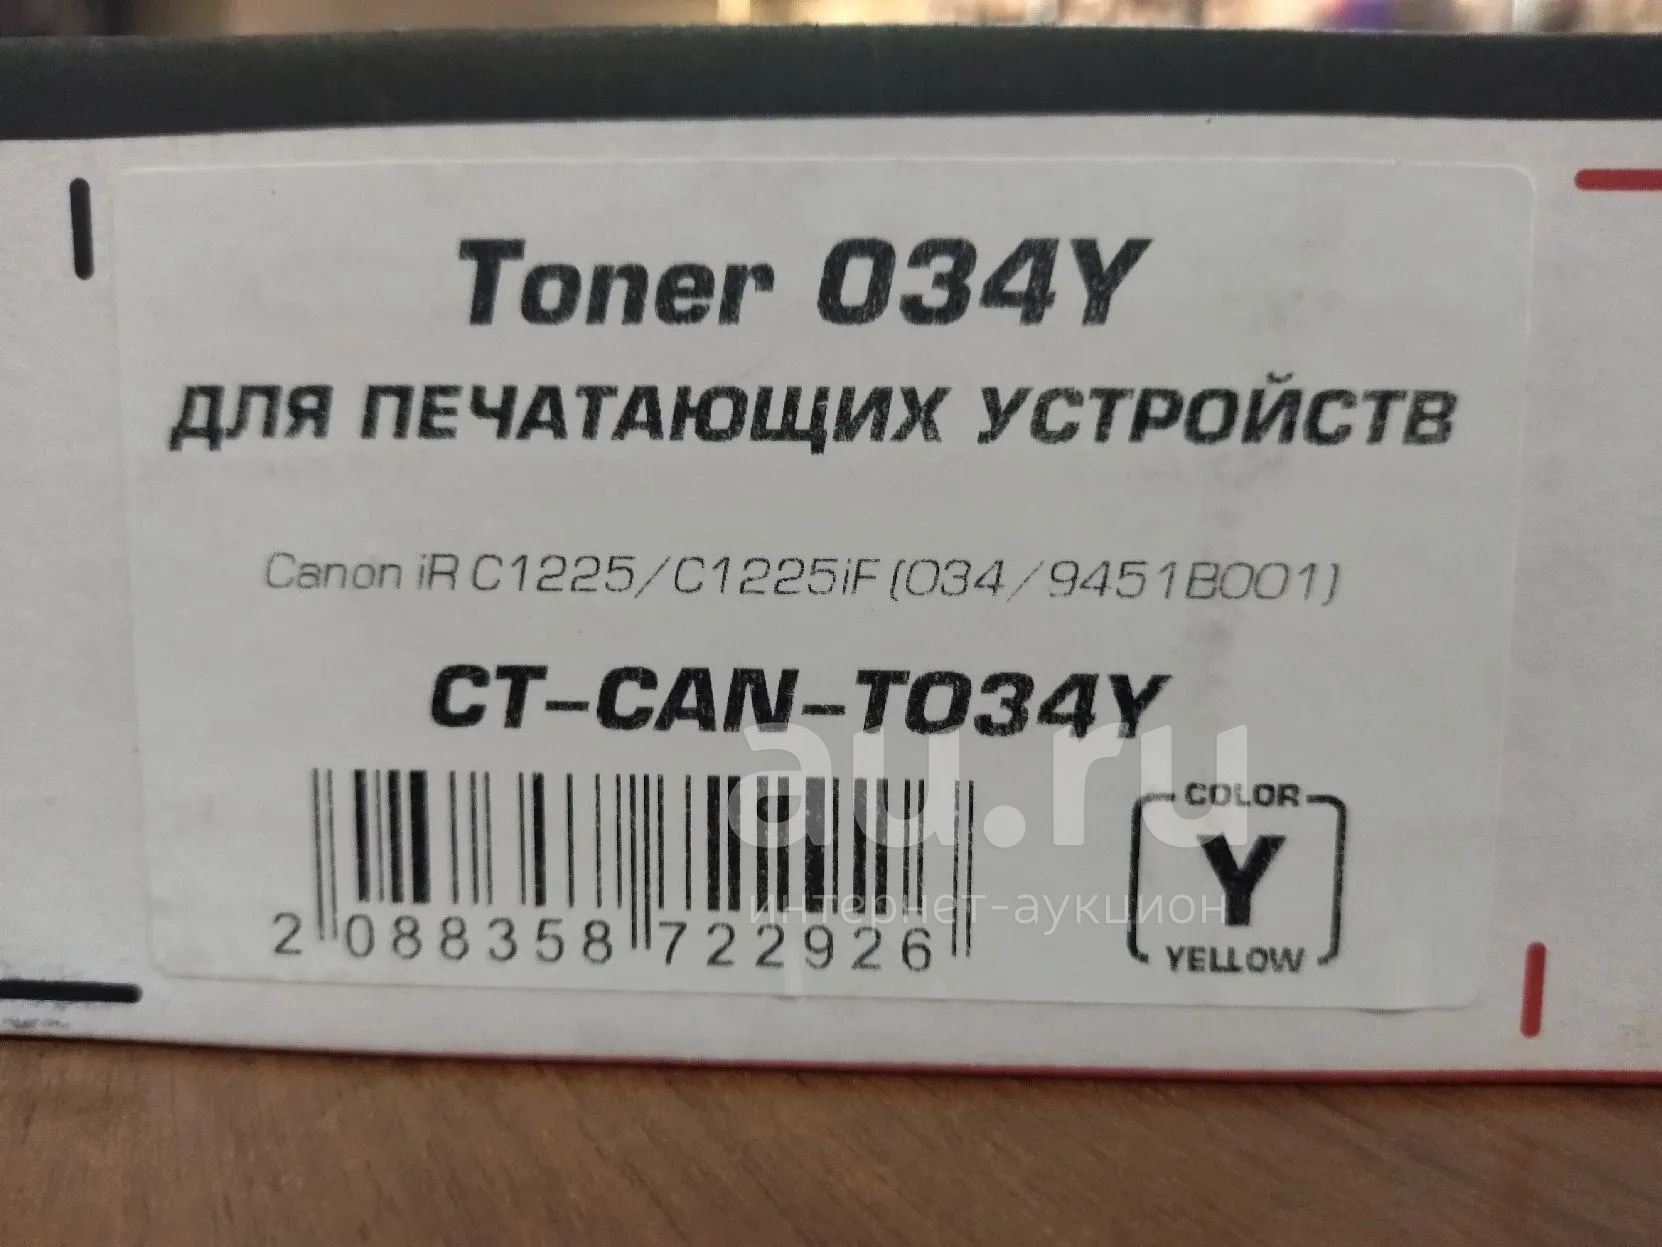 Toner 034Y
ДЛЯ ПЕЧАТАЮЩИХ УСТРОЙСТВ
Canon iR C1225/C1225iF (034/9451B001)
CT-CAN-T034Y
au.ru
интернет-аукцион
2 088358 722926
COLOR
Y
YELLOW